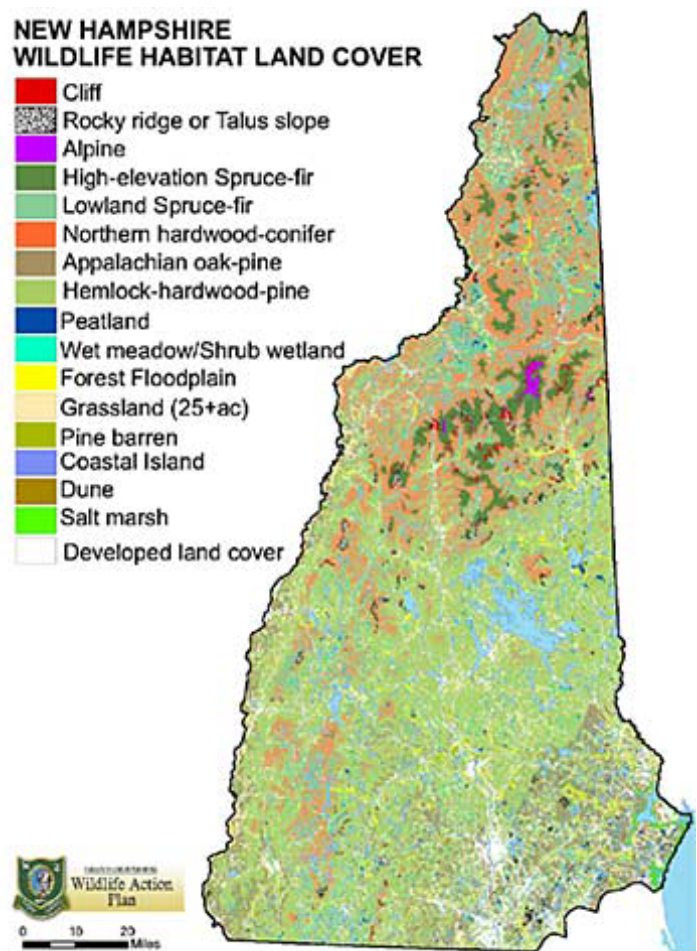 NEW HAMPSHIRE
WILDLIFE HABITAT LAND COVER
Cliff
Rocky ridge or Talus slope
Alpine
High-elevation Spruce-fir
Lowland Spruce-fir
Northern hardwood-conifer
Appalachian oak-pine
Hemlock-hardwood-pine
Peatland
Wet meadow/Shrub wetland
Forest Floodplain
Grassland (25+ac)
Pine barren
Coastal Island
Dune
Salt marsh
Developed land cover
Wildlife Action
Plan
0 10 20
Miles